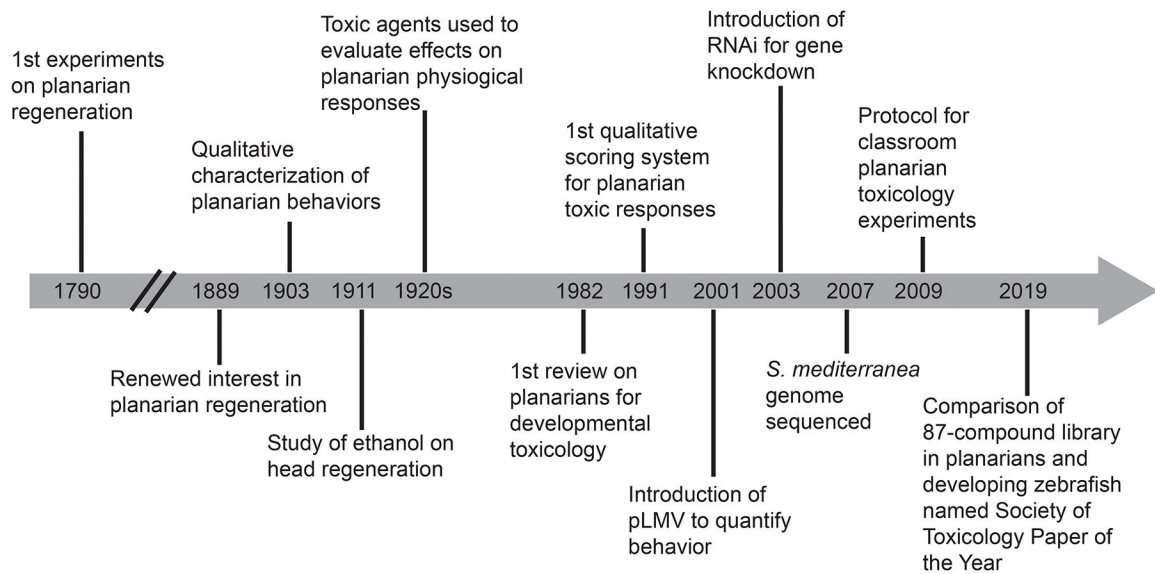 1st experiments
on planarian
regeneration
Qualitative
characterization of
planarian behaviors
Toxic agents used to
evaluate effects on
planarian physiogical
responses
1st qualitative
scoring system
for planarian
toxic responses
Introduction of
RNAi for gene
knockdown
Protocol for
classroom
planarian
toxicology
experiments
1790 1889 1903 1911 1920s 1982 1991 2001 2003 2007 2009 2019
Renewed interest in
planarian regeneration
Study of ethanol on
head regeneration
1st review on
planarians for
developmental
toxicology
Introduction of
pLMV to quantify
behavior
S. mediterranea
genome
sequenced
Comparison of
87-compound library
in planarians and
developing zebrafish
named Society of
Toxicology Paper of
the Year